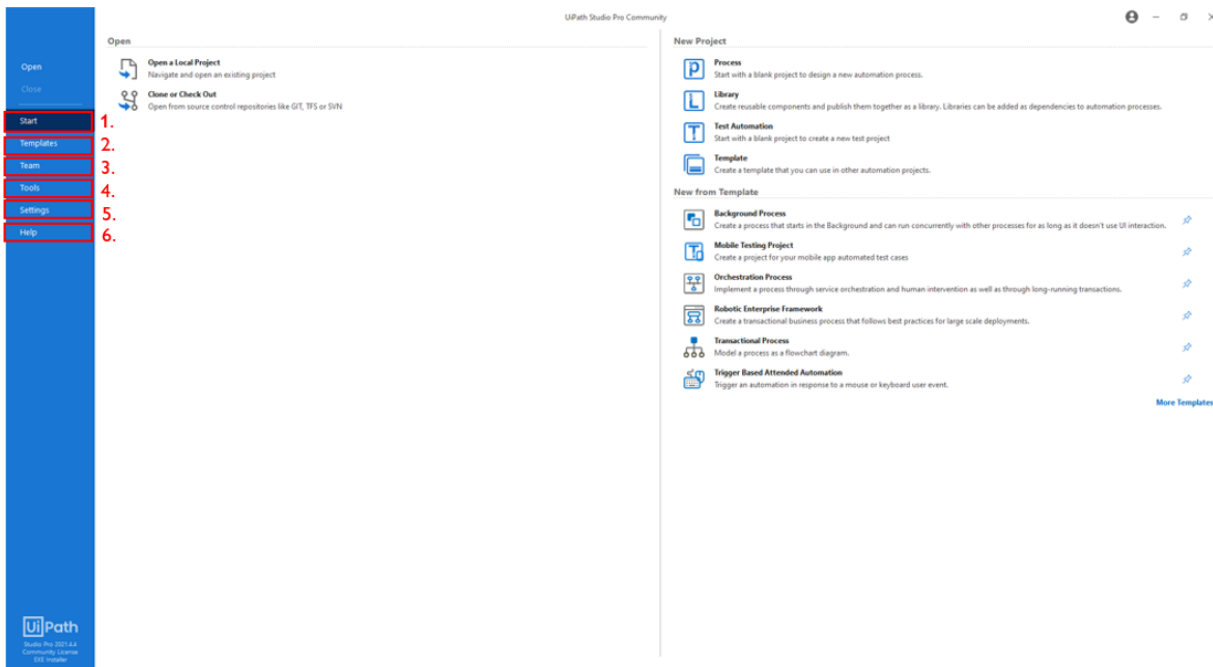 UiPath Studio Pro Community
Open
Close
Start
1.
Templates
2.
Team
3.
Tools
4.
Settings
5.
Help
6.
UiPath
Studio Pro 2021.4.4
Community License
EXE Installer
Open
Open a Local Project
Navigate and open an existing project
Clone or Check Out
Open from source control repositories like GIT, TFS or SVN
New Project
Process
Start with a blank project to design a new automation process.
Library
Create reusable components and publish them together as a library. Libraries can be added as dependencies to automation processes.
Test Automation
Start with a blank project to create a new test project
Template
Create a template that you can use in other automation projects.
New from Template
Background Process
Create a process that starts in the Background and can run concurrently with other processes for as long as it doesn't use UI interaction.
Mobile Testing Project
Create a project for your mobile app automated test cases
Orchestration Process
Implement a process through service orchestration and human intervention as well as through long-running transactions.
Robotic Enterprise Framework
Create a transactional business process that follows best practices for large scale deployments.
Transactional Process
Model a process as a flowchart diagram.
Trigger Based Attended Automation
Trigger an automation in response to a mouse or keyboard user event.
More Templates